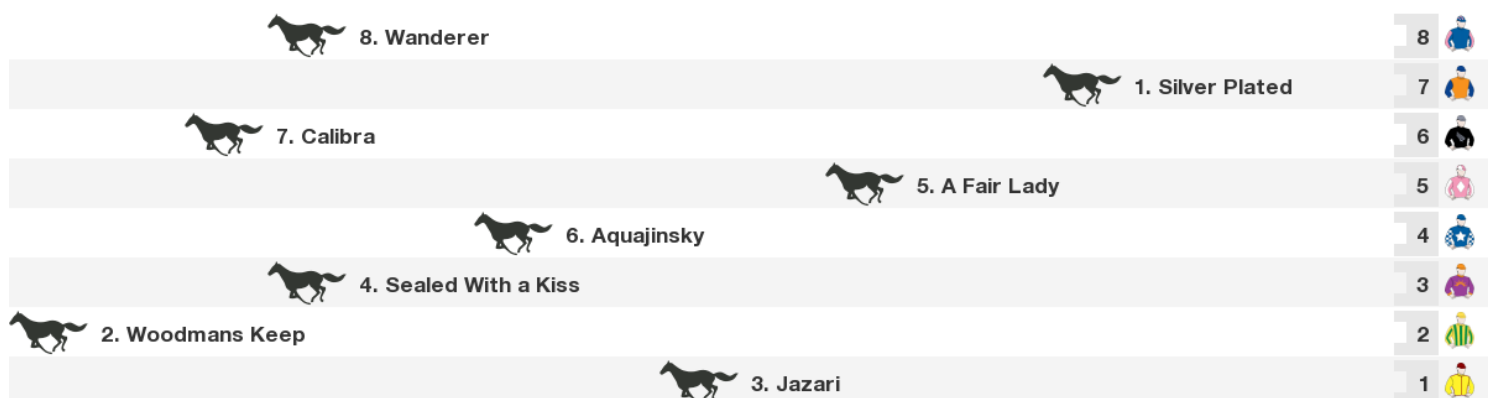 8. Wanderer 8
1. Silver Plated 7
7. Calibra 6
5. A Fair Lady 5
6. Aquajinsky 4
4. Sealed With a Kiss 3
2. Woodmans Keep 2
3. Jazari 1